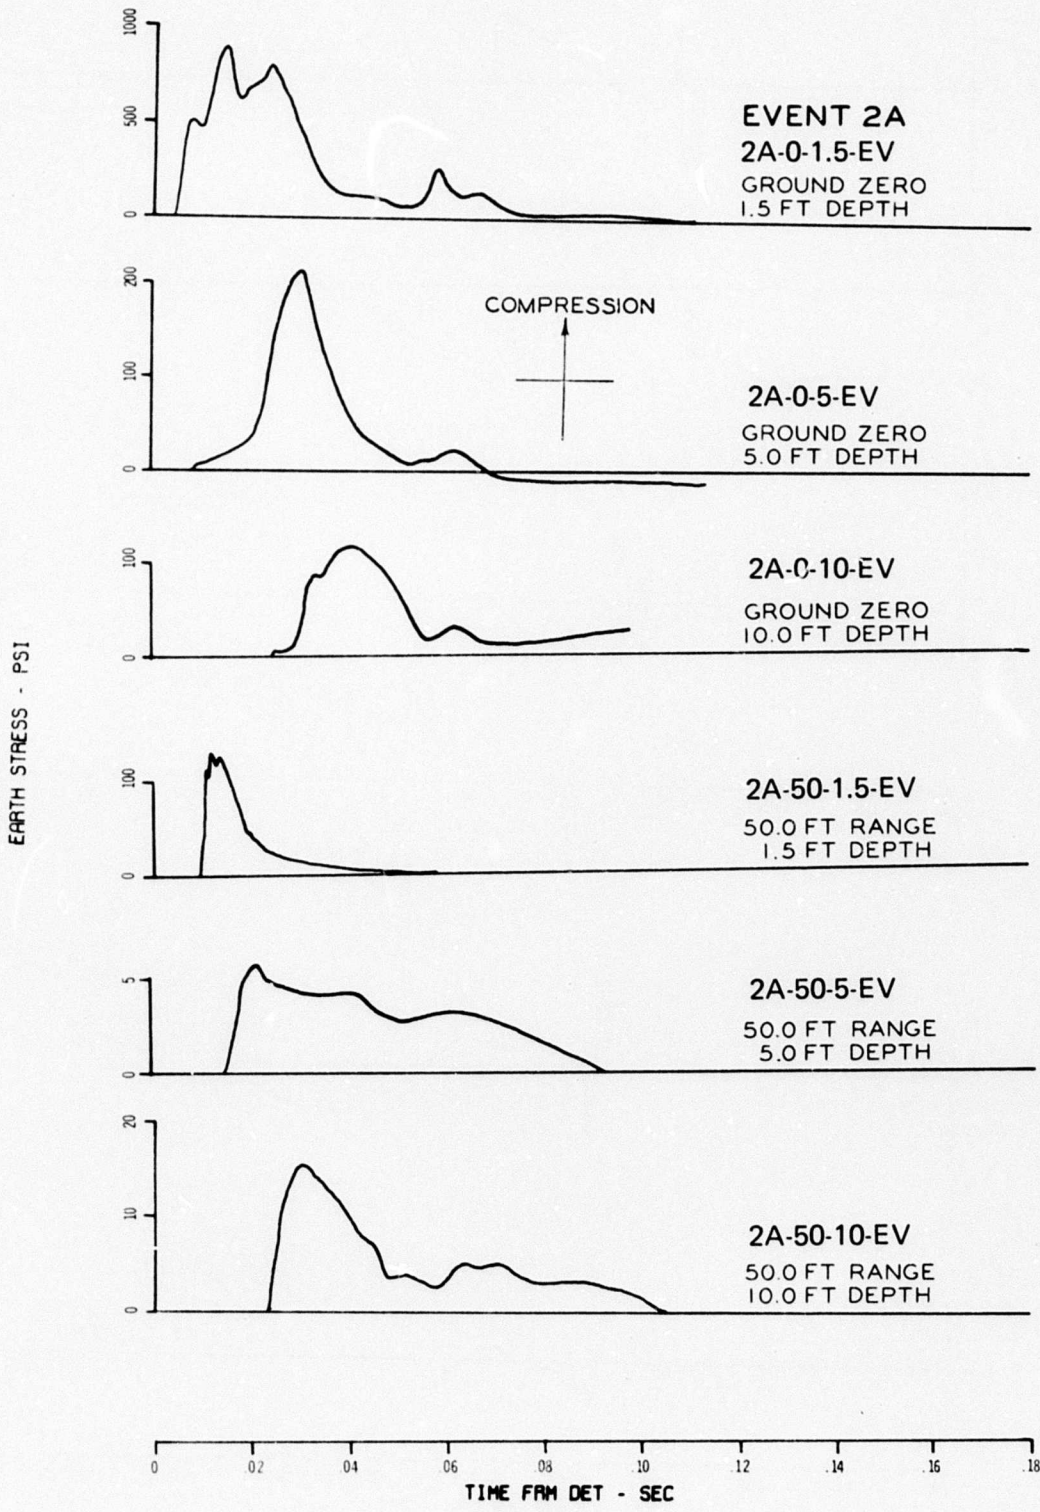 1000
500
0
EVENT 2A
2A-0-1.5-EV
GROUND ZERO
1.5 FT DEPTH
200
100
0
COMPRESSION
2A-0-5-EV
GROUND ZERO
5.0 FT DEPTH
100
0
2A-0-10-EV
GROUND ZERO
10.0 FT DEPTH
EARTH STRESS - PSI
100
0
2A-50-1.5-EV
50.0 FT RANGE
1.5 FT DEPTH
5
0
2A-50-5-EV
50.0 FT RANGE
5.0 FT DEPTH
20
10
0
2A-50-10-EV
50.0 FT RANGE
10.0 FT DEPTH
0 .02 .04 .06 .08 .10 .12 .14 .16 .18
TIME FRM DET - SEC